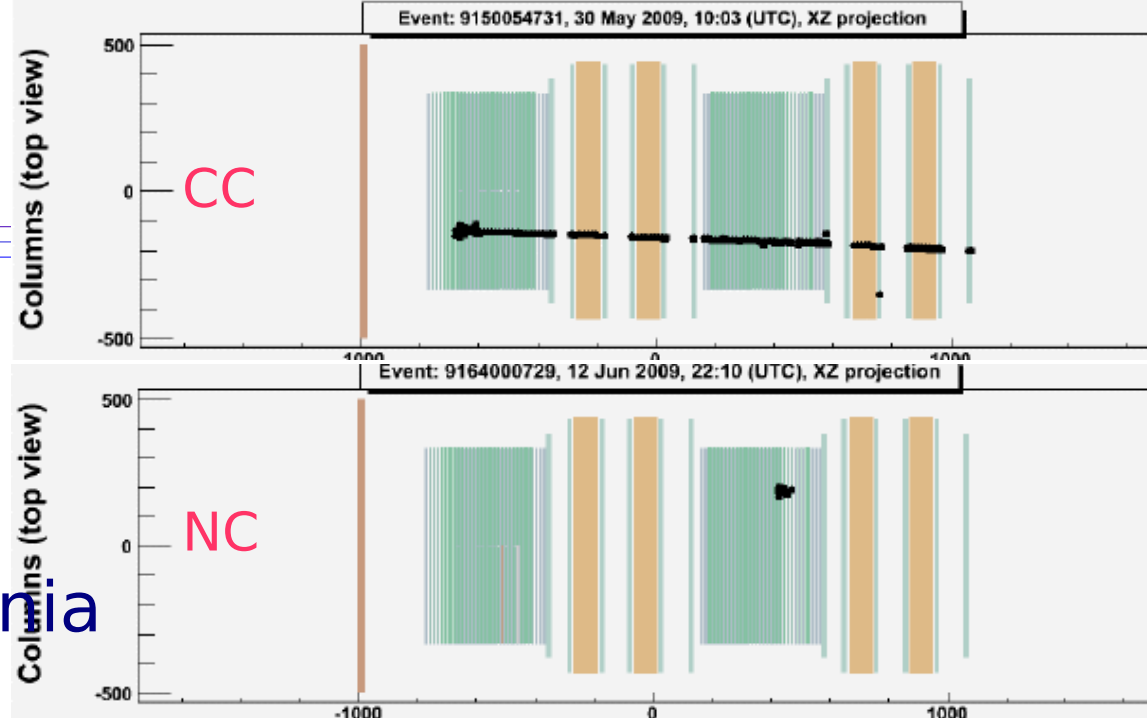 Event: 9150054731, 30 May 2009, 10:03 (UTC), XZ projection
Columns (top view)
500
0
-500
CC
-1000
0
1000
Event: 9164000729, 12 Jun 2009, 22:10 (UTC), XZ projection
Columns (top view)
500
0
-500
NC
nia
-1000
0
1000